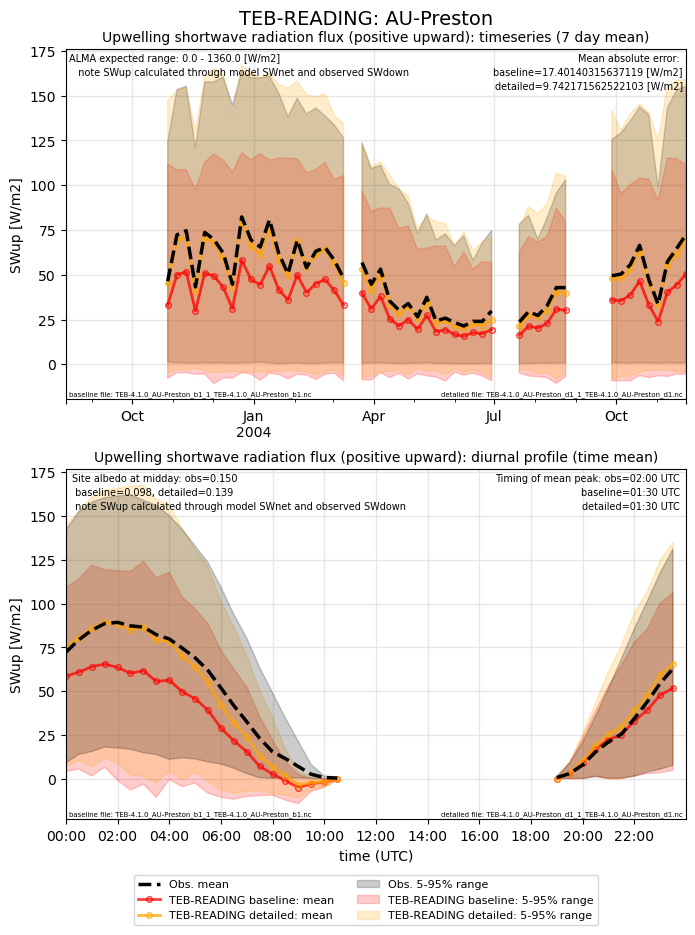 TEB-READING: AU-Preston
Upwelling shortwave radiation flux (positive upward): timeseries (7 day mean)
ALMA expected range: 0.0 - 1360.0 [W/m2]
note SWup calculated through model SWnet and observed SWdown
Mean absolute error:
baseline=17.40140315637119 [W/m2]
detailed=9.742171562522103 [W/m2]
175
150
125
100
75
50
25
0
SWup [W/m2]
baseline file: TEB-4.1.0_AU-Preston_b1_1_TEB-4.1.0_AU-Preston_b1.nc
detailed file: TEB-4.1.0_AU-Preston_d1_1_TEB-4.1.0_AU-Preston_d1.nc
Oct Jan Apr Jul Oct
2004
Upwelling shortwave radiation flux (positive upward): diurnal profile (time mean)
Site albedo at midday: obs=0.150
baseline=0.098, detailed=0.139
note SWup calculated through model SWnet and observed SWdown
Timing of mean peak: obs=02:00 UTC
baseline=01:30 UTC
detailed=01:30 UTC
175
150
125
100
75
50
25
0
SWup [W/m2]
baseline file: TEB-4.1.0_AU-Preston_b1_1_TEB-4.1.0_AU-Preston_b1.nc
detailed file: TEB-4.1.0_AU-Preston_d1_1_TEB-4.1.0_AU-Preston_d1.nc
00:00 02:00 04:00 06:00 08:00 10:00 12:00 14:00 16:00 18:00 20:00 22:00
time (UTC)
Obs. mean
TEB-READING baseline: mean
TEB-READING detailed: mean
Obs. 5-95% range
TEB-READING baseline: 5-95% range
TEB-READING detailed: 5-95% range